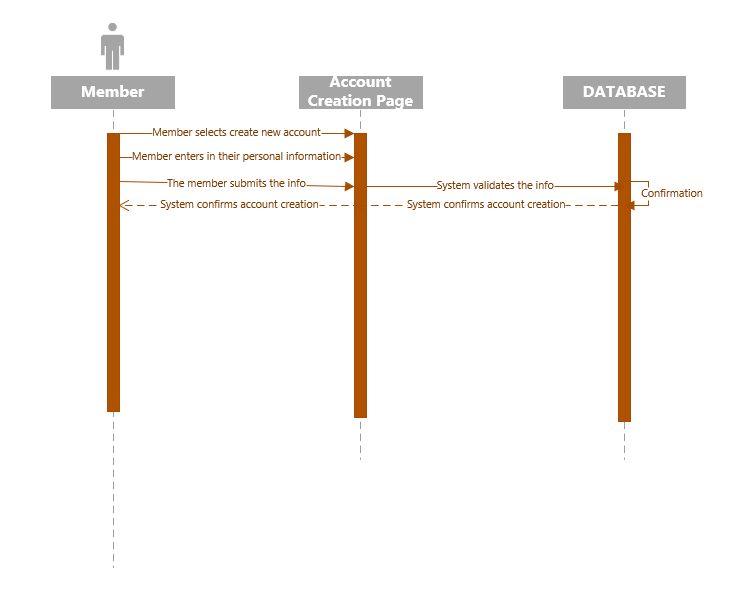 Member
Account
Creation Page
DATABASE
Member selects create new account
Member enters in their personal information
The member submits the info
System validates the info
Confirmation
System confirms account creation
System confirms account creation